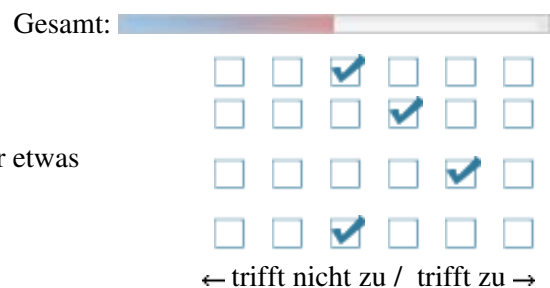 Gesamt:
r etwas
← trifft nicht zu / trifft zu →